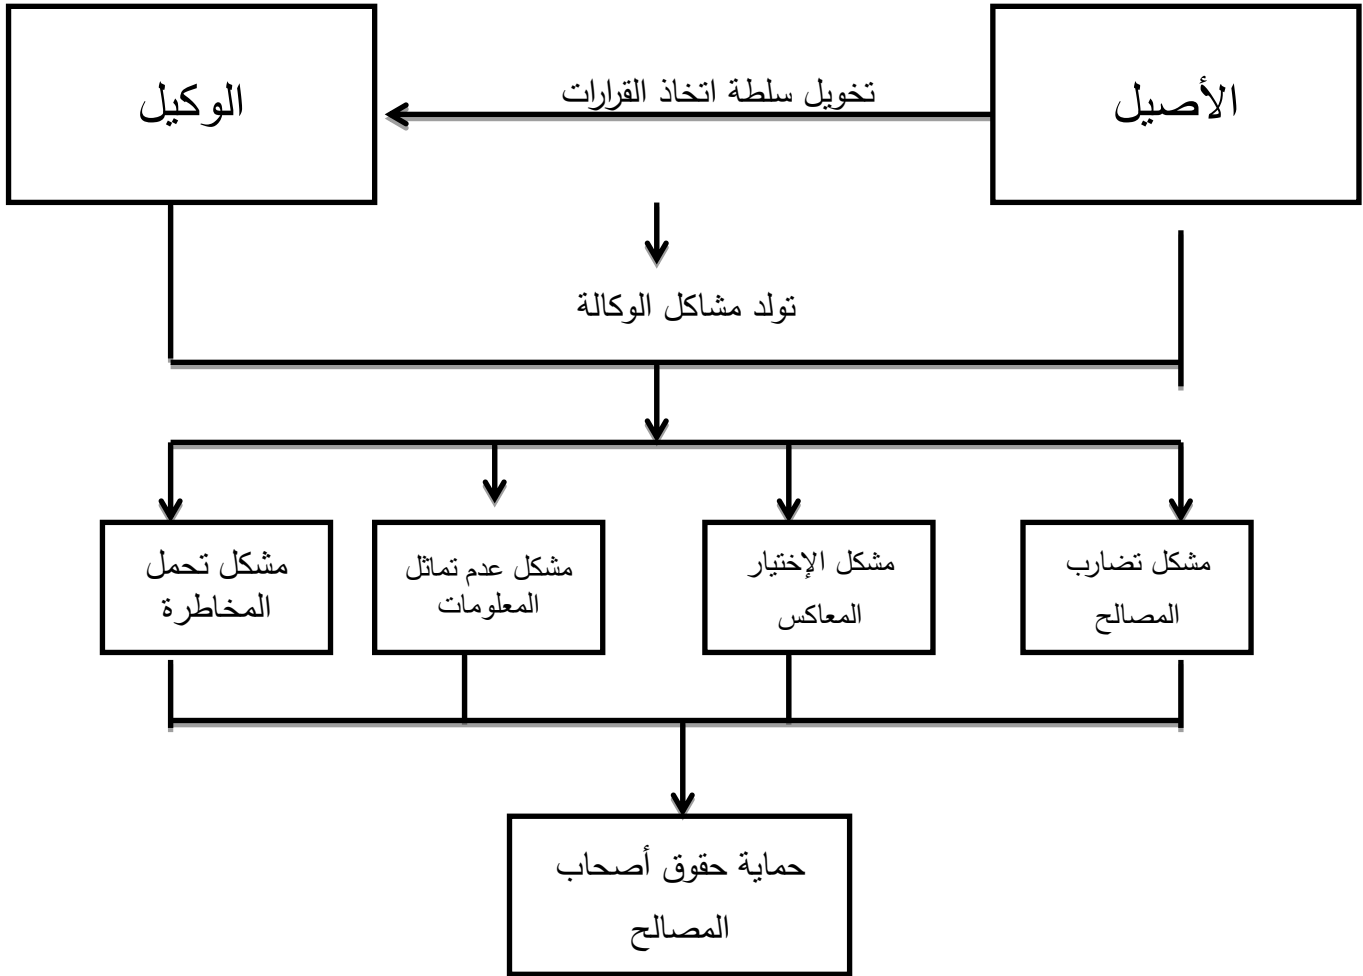 الأصيل
تخويل سلطة اتخاذ القرارات
الوكيل
تولد مشاكل الوكالة
مشكل تضارب
المصالح
مشكل الإختيار
المعاكس
مشكل عدم تماثل
المعلومات
مشكل تحمل
المخاطرة
حماية حقوق أصحاب
المصالح